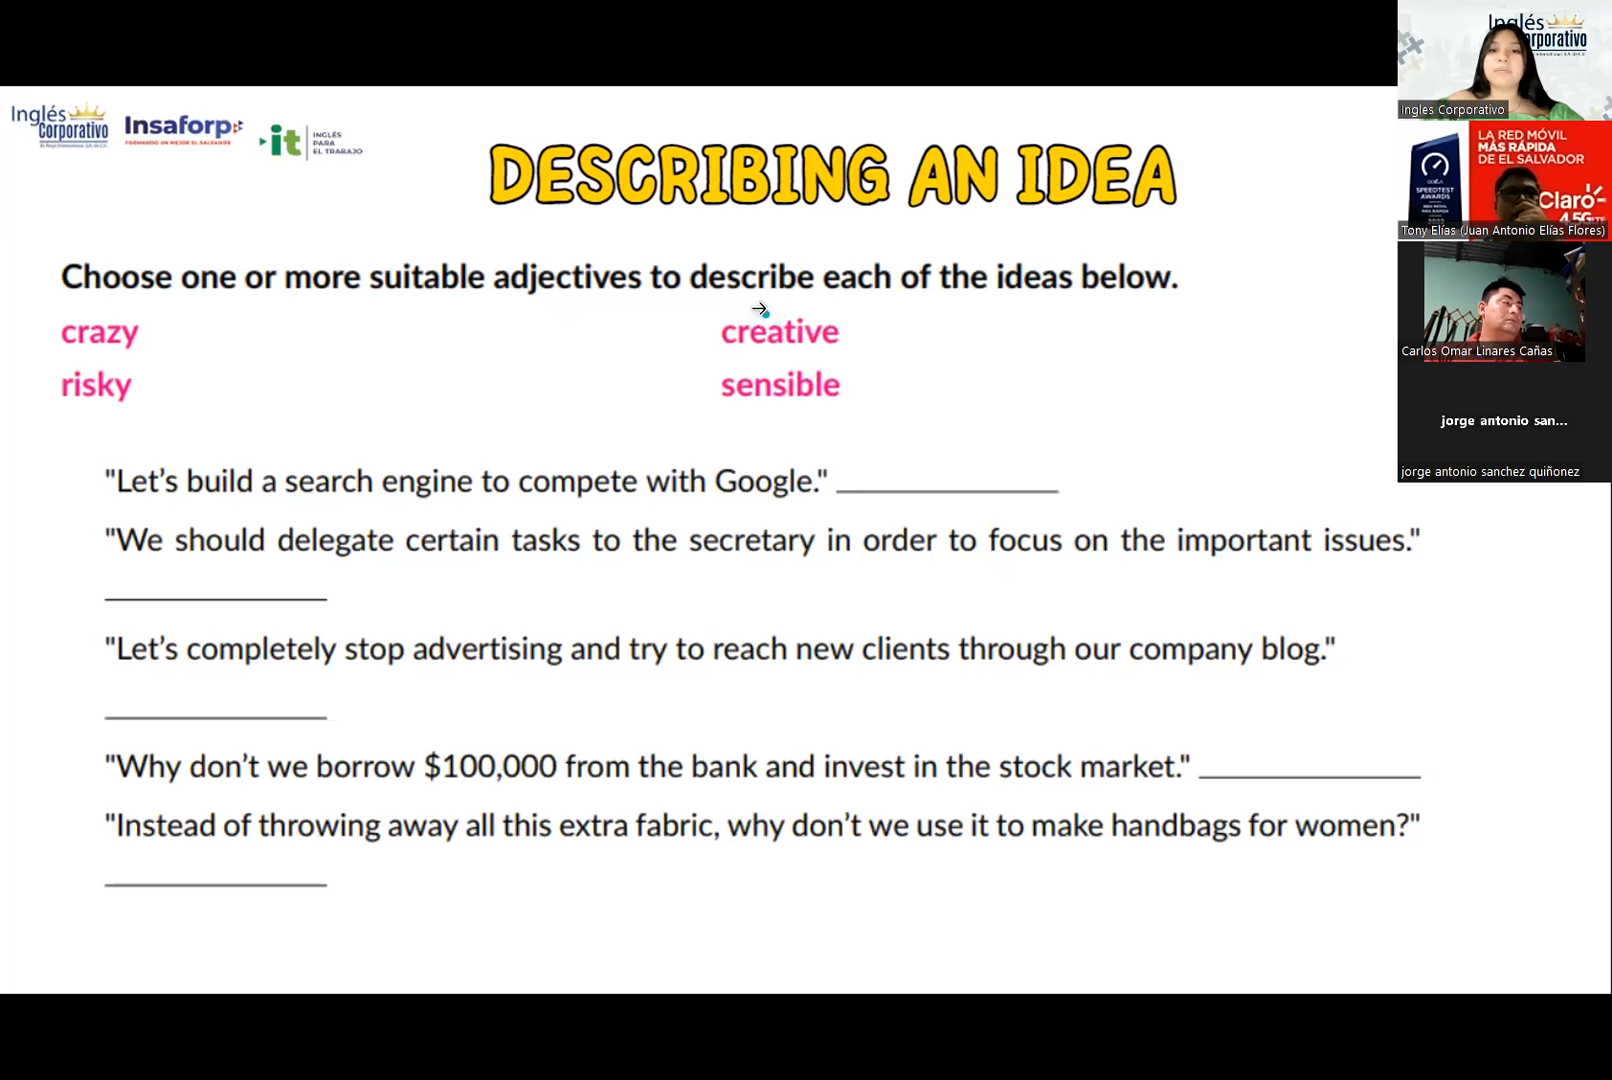 Inglés
Corporativo
Insaforp
FORMANDO UN MEJOR EL SALVADOR
it
INGLÉS
PARA
EL TRABAJO
DESCRIBING AN IDEA
Choose one or more suitable adjectives to describe each of the ideas below.
crazy
creative
risky
sensible
"Let's build a search engine to compete with Google."
"We should delegate certain tasks to the secretary in order to focus on the important issues."
"Let's completely stop advertising and try to reach new clients through our company blog."
"Why don't we borrow $100,000 from the bank and invest in the stock market."
"Instead of throwing away all this extra fabric, why don't we use it to make handbags for women?"
Inglés
orporativo
Ingles Corporativo
LA RED MÓVIL
MÁS RÁPIDA
DE EL SALVADOR
SPEEDTEST
AWARDS
Claro
4.5G
Tony Elías (Juan Antonio Elías Flores)
Carlos Omar Linares Cañas
jorge antonio san...
jorge antonio sanchez quiñonez